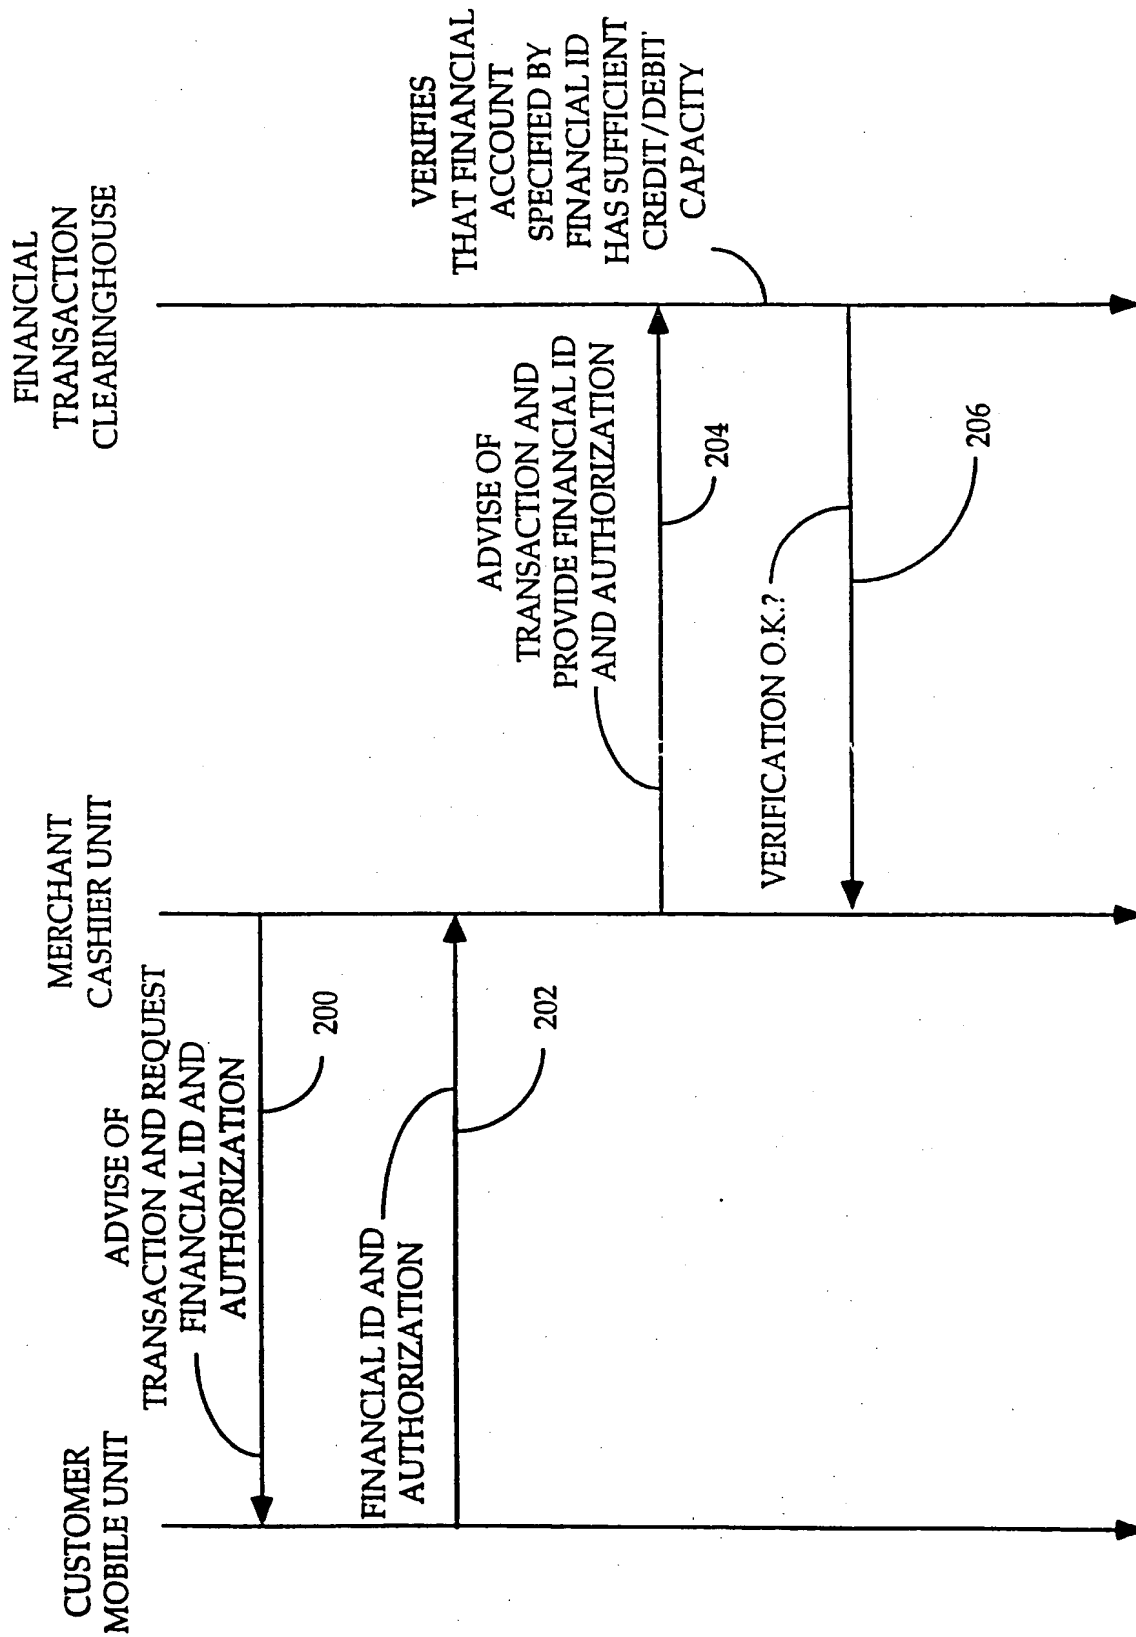 CUSTOMER
MOBILE UNIT
MERCHANT
CASHIER UNIT
FINANCIAL
TRANSACTION
CLEARINGHOUSE
ADVISE OF
TRANSACTION AND REQUEST
FINANCIAL ID AND
AUTHORIZATION
200
FINANCIAL ID AND
AUTHORIZATION
202
ADVISE OF
TRANSACTION AND
PROVIDE FINANCIAL ID
AND AUTHORIZATION
204
VERIFIES
THAT FINANCIAL
ACCOUNT
SPECIFIED BY
FINANCIAL ID
HAS SUFFICIENT
CREDIT/DEBIT
CAPACITY
VERIFICATION O.K.?
206